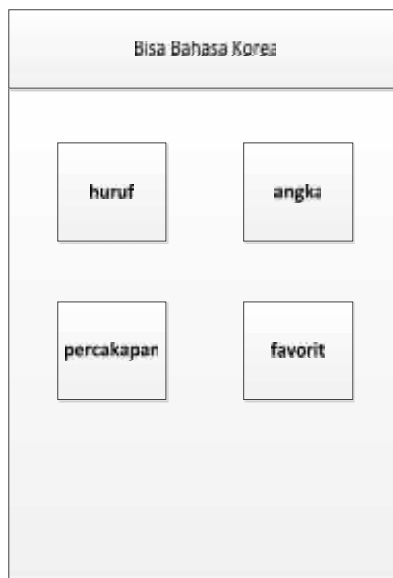 Bisa Bahasa Korea
huruf
angka
percakapan
favorit